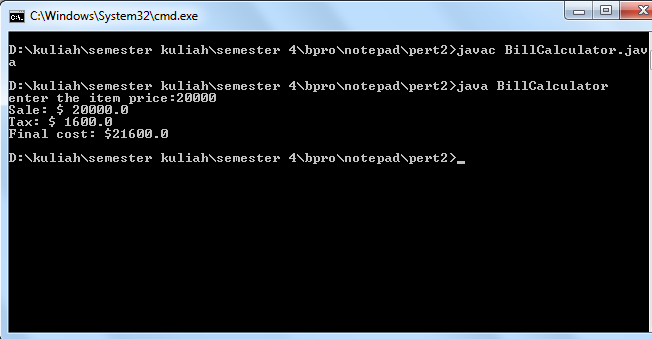 C:\Windows\System32\cmd.exe
D:\kuliah\semester kuliah\semester 4\bpro\notepad\pert2>javac BillCalculator.jav
a
D:\kuliah\semester kuliah\semester 4\bpro\notepad\pert2>java BillCalculator
enter the item price:20000
Sale: $ 20000.0
Tax: $ 1600.0
Final cost: $21600.0
D:\kuliah\semester kuliah\semester 4\bpro\notepad\pert2>_